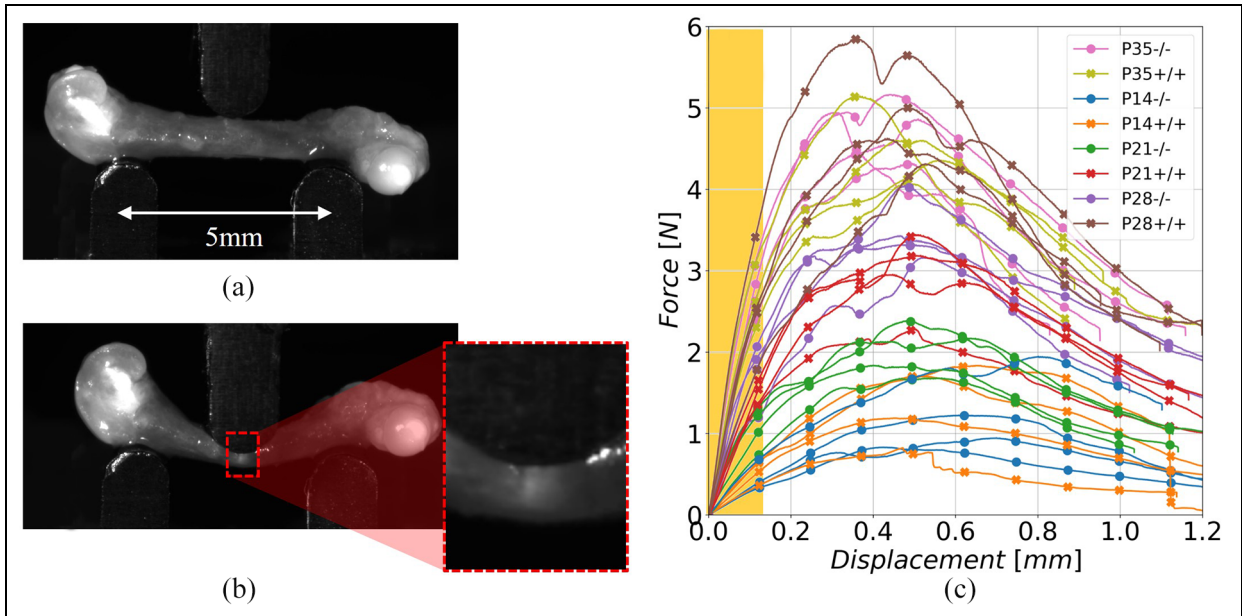 5mm
(a)
(b)
6
5
4
3
2
1
0
Force [N]
0.0 0.2 0.4 0.6 0.8 1.0 1.2
Displacement [mm]
P35-/-
P35+/+
P14-/-
P14+/+
P21-/-
P21+/+
P28-/-
P28+/+
(c)